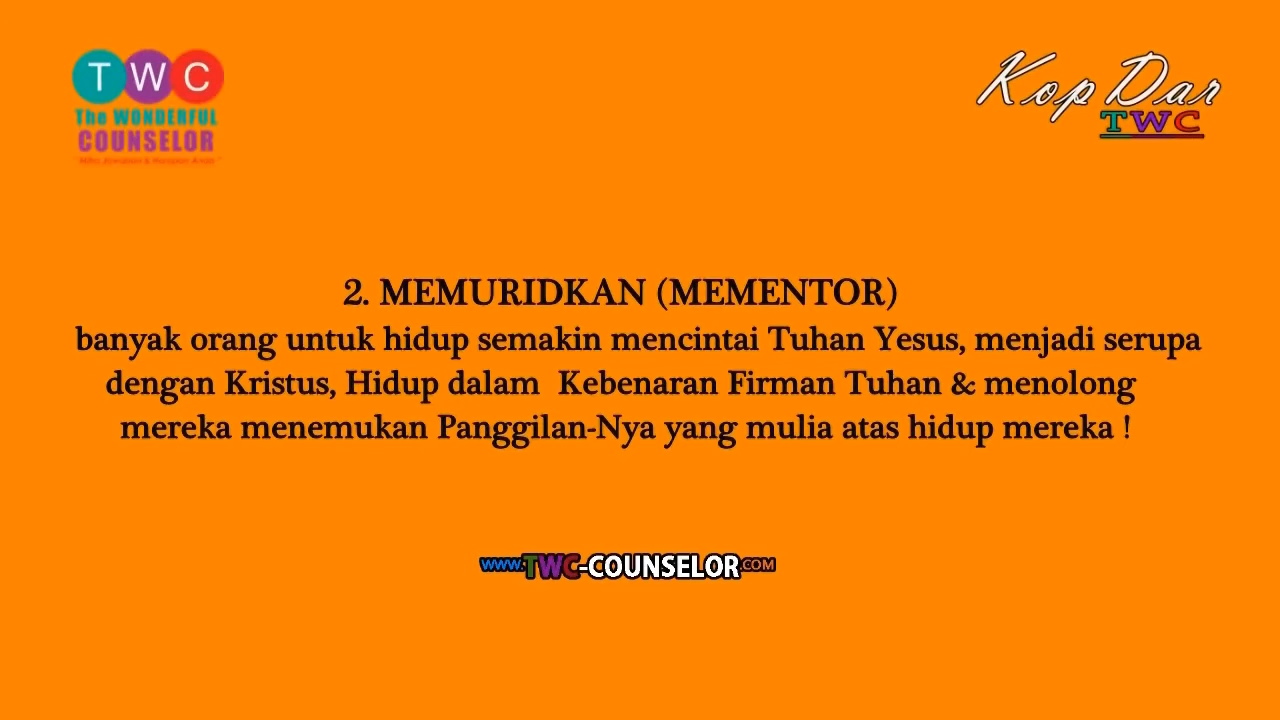 TWC
The WONDERFUL
COUNSELOR
KopDar
TWC
2. MEMURIDKAN (MEMENTOR)
banyak orang untuk hidup semakin mencintai Tuhan Yesus, menjadi serupa
dengan Kristus, Hidup dalam Kebenaran Firman Tuhan & menolong
mereka menemukan Panggilan-Nya yang mulia atas hidup mereka !
www.TWC-COUNSELOR.COM